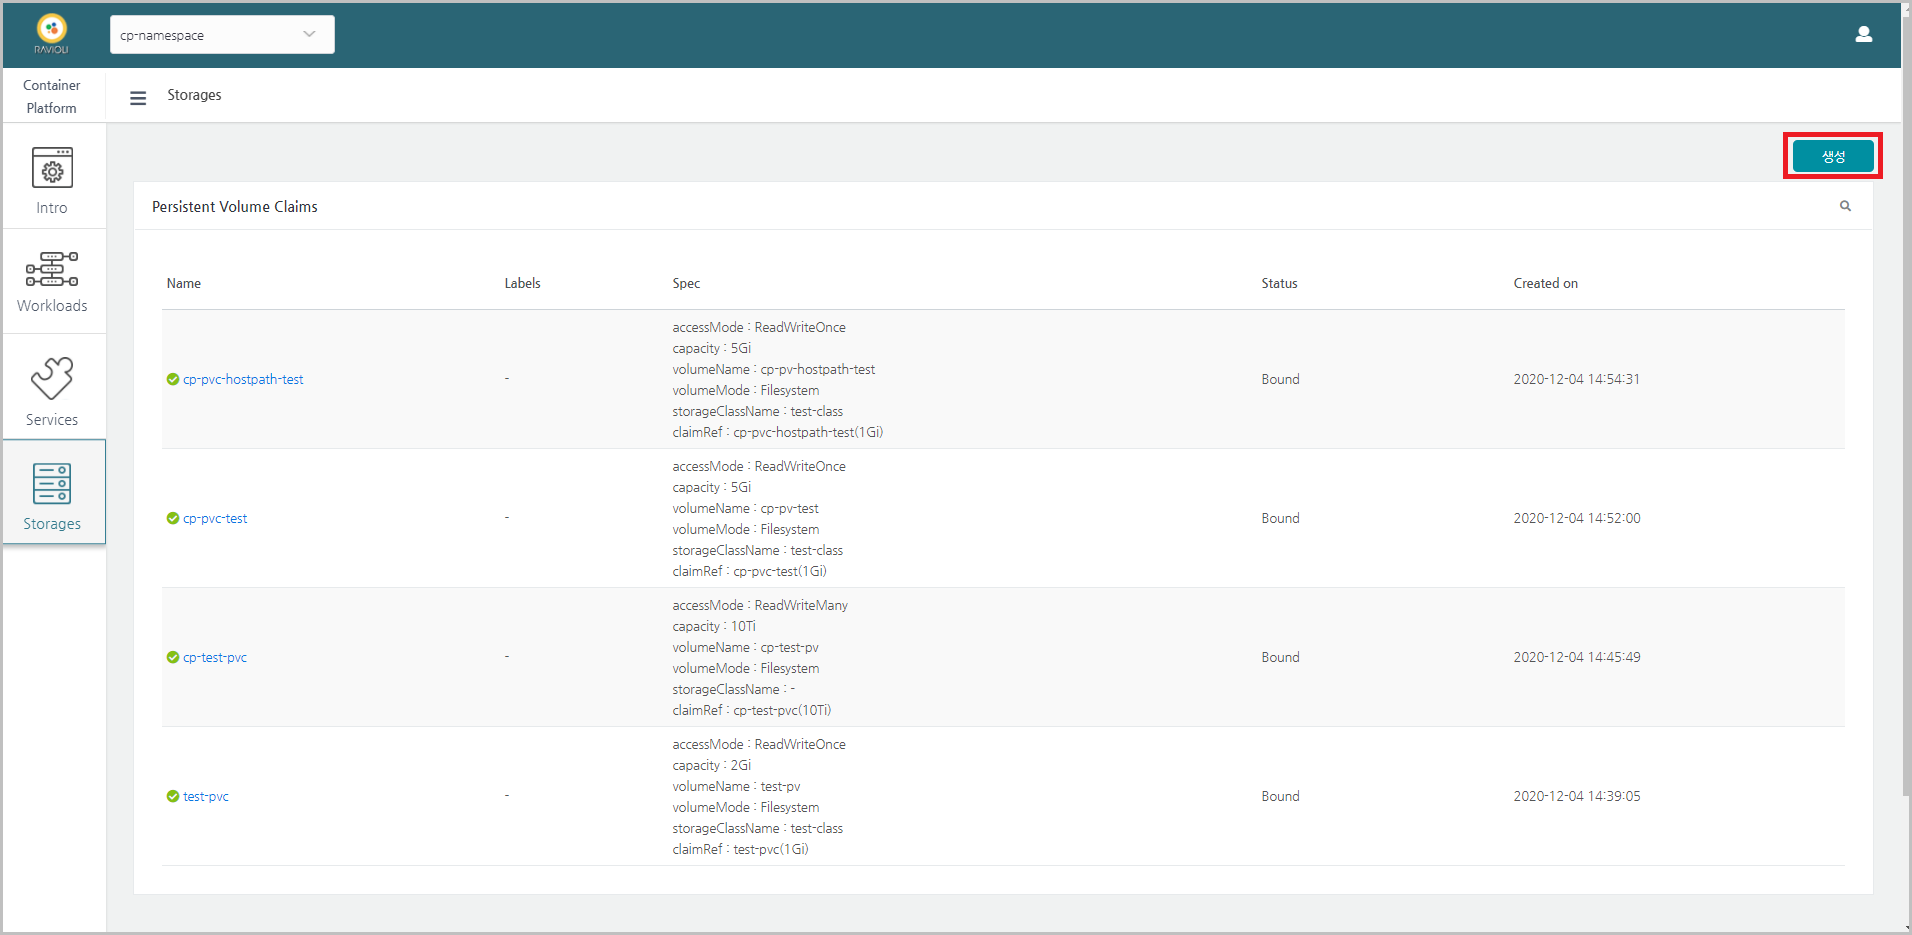 RAVIOLI
cp-namespace
Container
Platform
Storages
Intro
Workloads
Services
Storages
생성
Persistent Volume Claims
Name Labels Spec Status Created on
accessMode : ReadWriteOnce
capacity : 5Gi
volumeName : cp-pv-hostpath-test
cp-pvc-hostpath-test - Bound 2020-12-04 14:54:31
volumeMode : Filesystem
storageClassName : test-class
claimRef : cp-pvc-hostpath-test(1Gi)
accessMode : ReadWriteOnce
capacity : 5Gi
volumeName : cp-pv-test
cp-pvc-test - Bound 2020-12-04 14:52:00
volumeMode : Filesystem
storageClassName : test-class
claimRef : cp-pvc-test(1Gi)
accessMode : ReadWriteMany
capacity : 10Ti
volumeName : cp-test-pv
cp-test-pvc - Bound 2020-12-04 14:45:49
volumeMode : Filesystem
storageClassName : -
claimRef : cp-test-pvc(10Ti)
accessMode : ReadWriteOnce
capacity : 2Gi
volumeName : test-pv
test-pvc - Bound 2020-12-04 14:39:05
volumeMode : Filesystem
storageClassName : test-class
claimRef : test-pvc(1Gi)